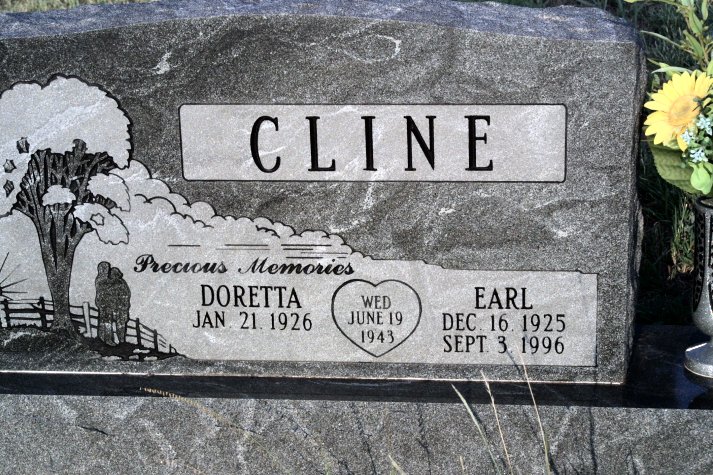 CLINE
Precious Memories
DORETTA
JAN. 21. 1926
WED
JUNE 19
1943
EARL
DEC. 16. 1925
SEPT. 3. 1996